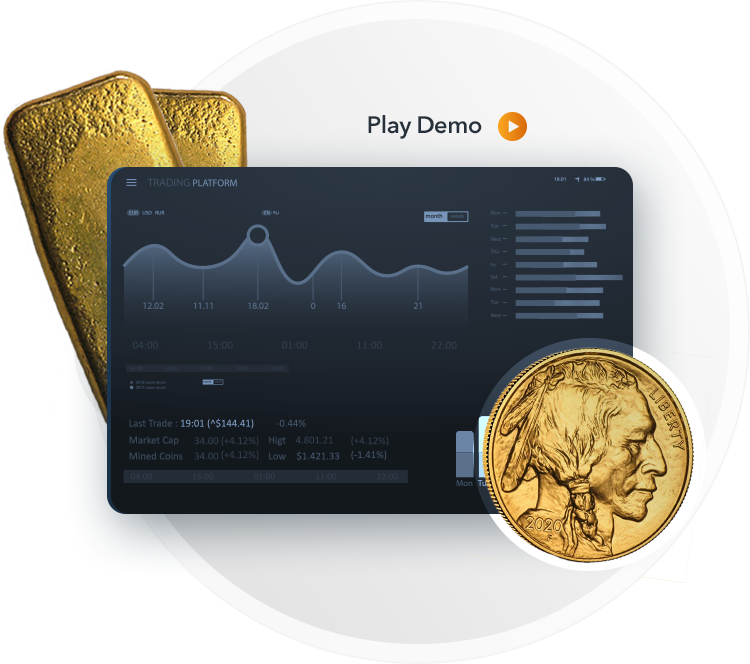 Play Demo
TRADING PLATFORM
18:01 84 %
EUR USD RUR
EN RU
month
Mon
Tue
Wed
Thu
Fri
Sat
Mon
Tue
Wed
12.02 11.11 18.02 0 16 21
04:00 15:00 01:00 11:00 22:00
Last Trade : 19:01 (^$144.41) -0.44%
Market Cap 34.00 (+4.12%) Higt 4.801.21 (+4.12%)
Mined Coins 34.00 (+4.12%) Low $1.421.33 (-1.41%)
04:00 15:00 01:00 11:00 22:00
Mon Tu
LIBERTY
2020
F